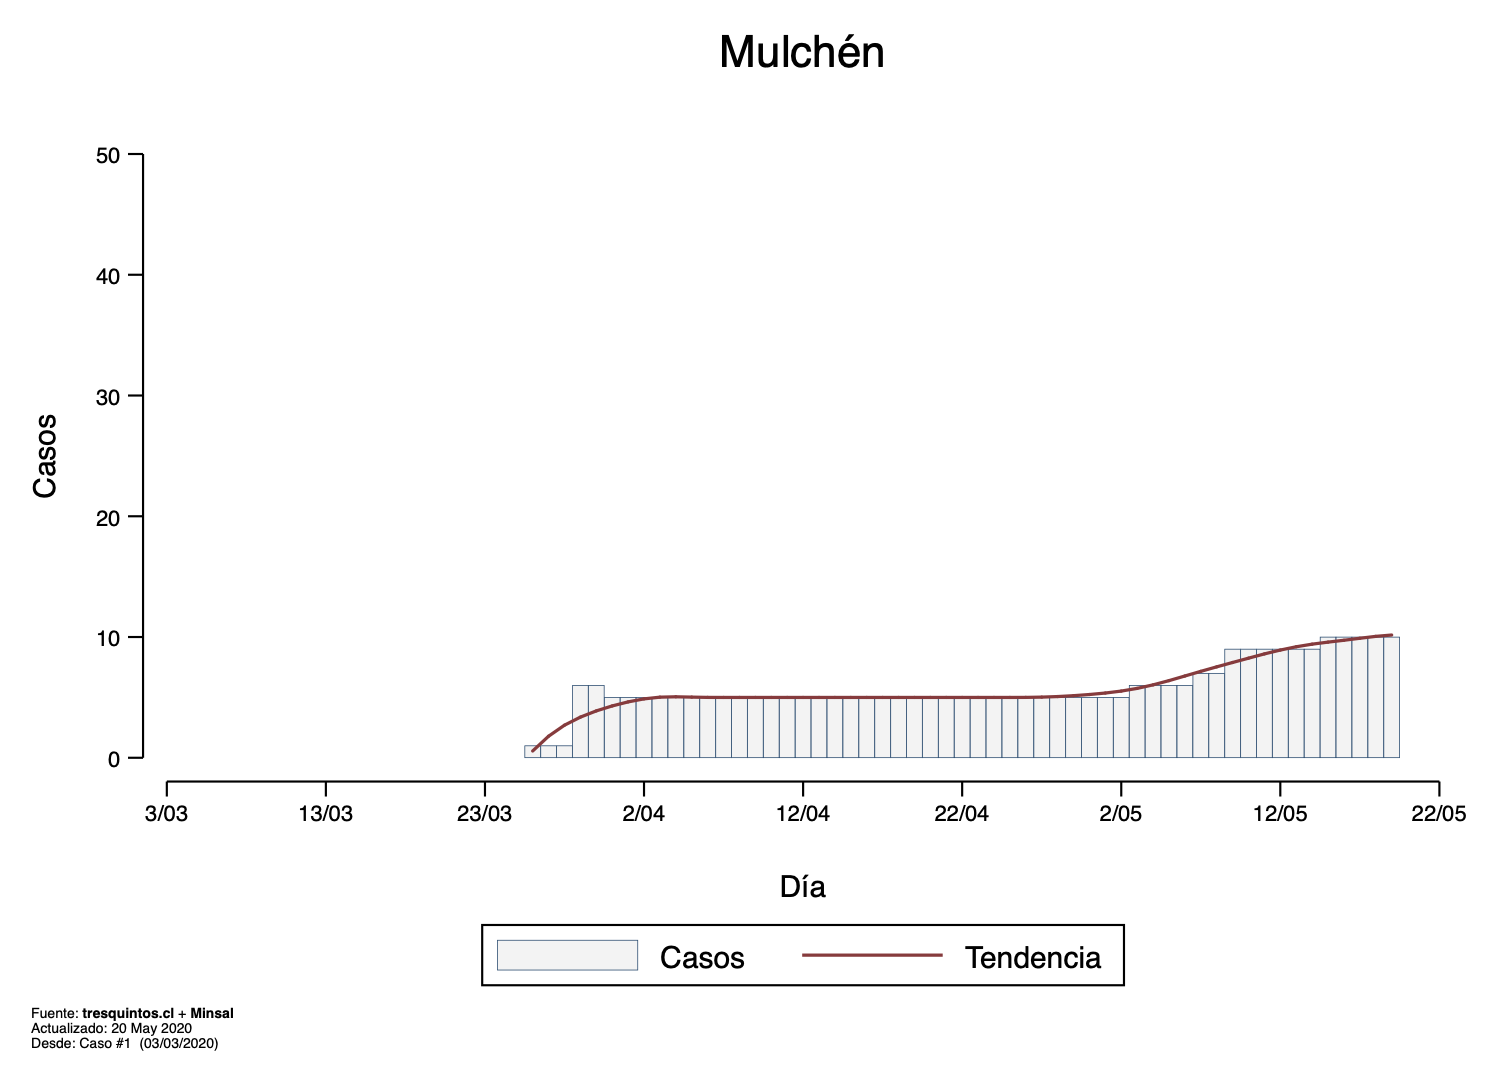 Mulchén
50
40
30
20
10
0
Casos
3/03 13/03 23/03 2/04 12/04 22/04 2/05 12/05 22/05
Día
Casos Tendencia
Fuente: tresquintos.cl + Minsal
Actualizado: 20 May 2020
Desde: Caso #1 (03/03/2020)